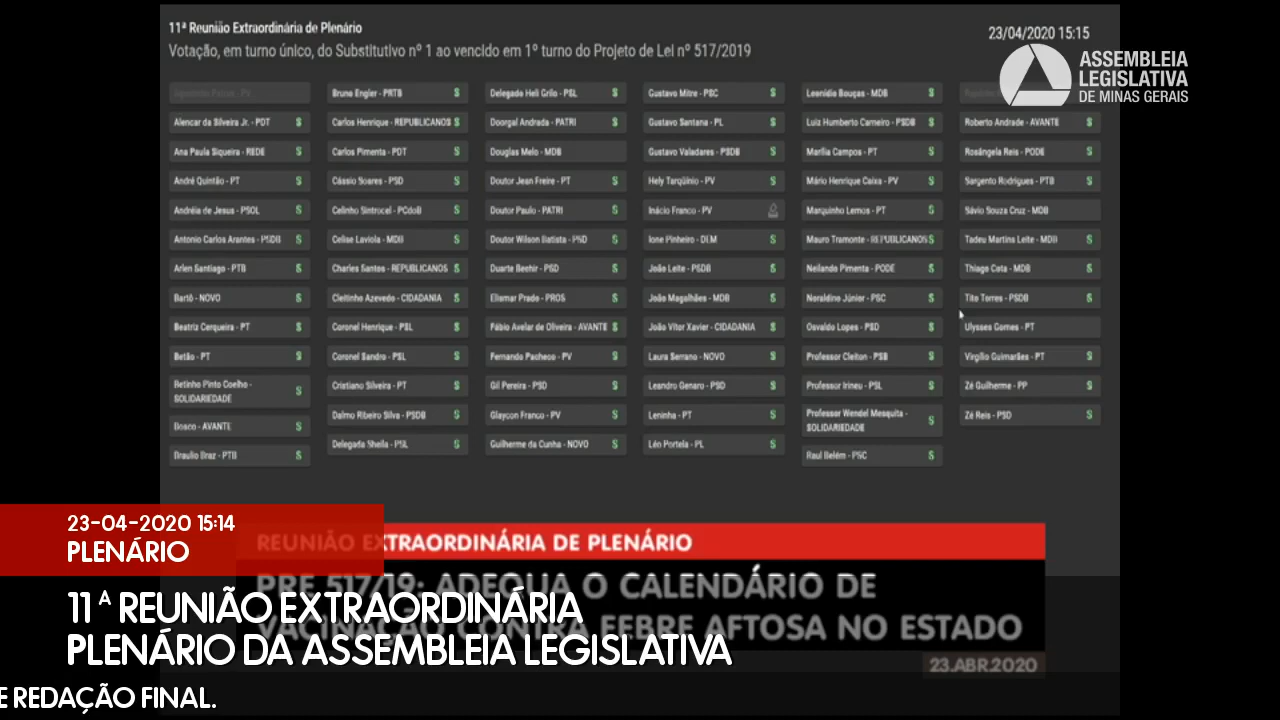 11ª Reunião Extraordinária de Plenário
23/04/2020 15:15
Votação, em turno único, do Substitutivo nº 1 ao vencido em 1º turno do Projeto de Lei nº 517/2019
ASSEMBLEIA
LEGISLATIVA
DE MINAS GERAIS
Alencar da Silveira Jr. - PDT S
Ana Paula Siqueira - REDE S
André Quintão - PT S
Andréia de Jesus - PSOL S
Antonio Carlos Arantes - PSDB S
Arlen Santiago - PTB S
Bartô - NOVO S
Beatriz Cerqueira - PT S
Betão - PT S
Betinho Pinto Coelho -
SOLIDARIEDADE S
Bosco - AVANTE S
Braulio Braz - PTB S
Bruno Engler - PRTB S
Carlos Henrique - REPUBLICANOS S
Carlos Pimenta - PDT S
Cássio Soares - PSD S
Celinho Sintrocel - PCdoB S
Celise Laviola - MDB S
Charles Santos - REPUBLICANOS S
Cleitinho Azevedo - CIDADANIA S
Coronel Henrique - PSL S
Coronel Sandro - PSL S
Cristiano Silveira - PT S
Dalmo Ribeiro Silva - PSDB S
Delegada Sheila - PSL S
Delegado Heli Grilo - PSL S
Doorgal Andrada - PATRI S
Douglas Melo - MDB
Doutor Jean Freire - PT S
Doutor Paulo - PATRI S
Doutor Wilson Batista - PSD S
Duarte Bechir - PSD S
Elismar Prado - PROS S
Fábio Avelar de Oliveira - AVANTE S
Fernando Pacheco - PV S
Gil Pereira - PSD S
Glaycon Franco - PV S
Guilherme da Cunha - NOVO S
Gustavo Mitre - PSC S
Gustavo Santana - PL S
Gustavo Valadares - PSDB S
Hely Tarqüínio - PV S
Inácio Franco - PV
Ione Pinheiro - DEM S
João Leite - PSDB S
João Magalhães - MDB S
João Vítor Xavier - CIDADANIA S
Laura Serrano - NOVO S
Leandro Genaro - PSD S
Leninha - PT S
Léo Portela - PL S
Leonídio Bouças - MDB S
Luiz Humberto Carneiro - PSDB S
Marília Campos - PT S
Mário Henrique Caixa - PV S
Marquinho Lemos - PT S
Mauro Tramonte - REPUBLICANOS S
Neilando Pimenta - PODE S
Noraldino Júnior - PSC S
Osvaldo Lopes - PSD S
Professor Cleiton - PSB S
Professor Irineu - PSL S
Professor Wendel Mesquita -
SOLIDARIEDADE S
Raul Belém - PSC S
Roberto Andrade - AVANTE S
Rosângela Reis - PODE S
Sargento Rodrigues - PTB S
Sávio Souza Cruz - MDB
Tadeu Martins Leite - MDB S
Thiago Cota - MDB S
Tito Torres - PSDB S
Ulysses Gomes - PT
Virgílio Guimarães - PT S
Zé Guilherme - PP S
Zé Reis - PSD S
23-04-2020 15:14
PLENÁRIO
REUNIÃO EXTRAORDINÁRIA DE PLENÁRIO
PRE 517/19: ADEQUA O CALENDÁRIO DE
VACINAÇÃO CONTRA FEBRE AFTOSA NO ESTADO
23.ABR.2020
11ª REUNIÃO EXTRAORDINÁRIA
PLENÁRIO DA ASSEMBLEIA LEGISLATIVA
E REDAÇÃO FINAL.